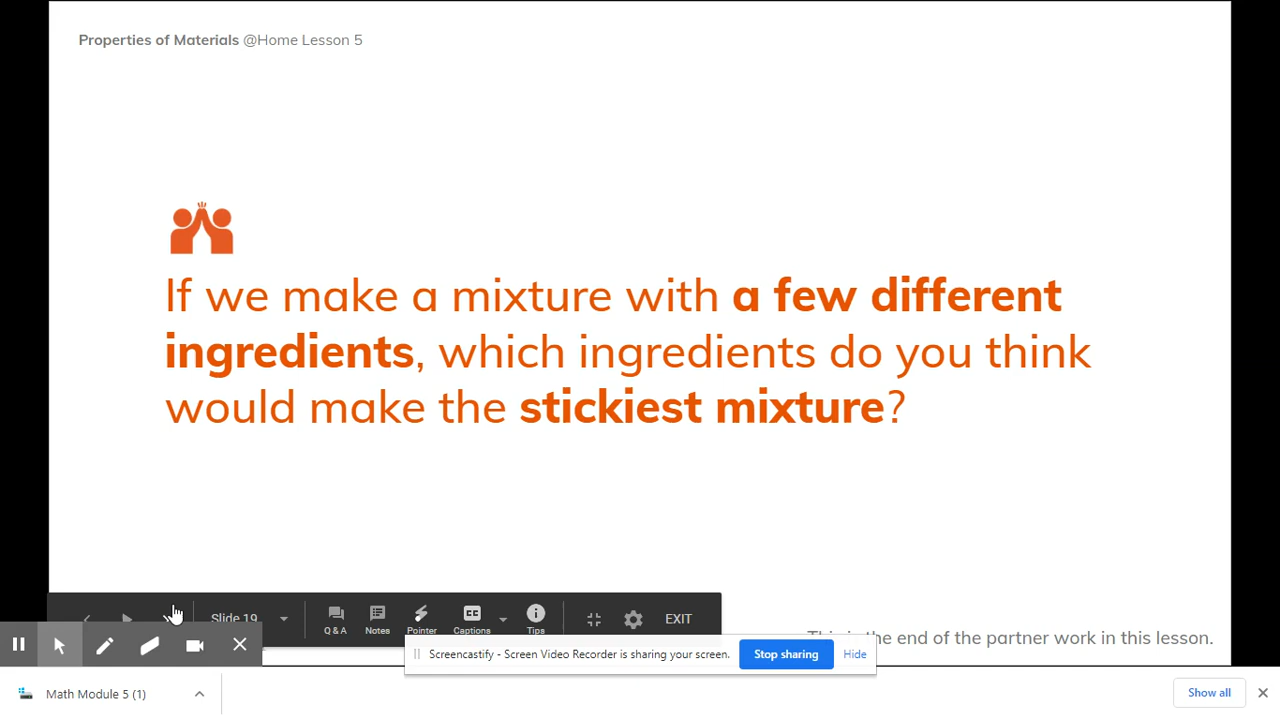 Properties of Materials @Home Lesson 5
If we make a mixture with a few different
ingredients, which ingredients do you think
would make the stickiest mixture?
This is the end of the partner work in this lesson.
Slide 19
Q & A
Notes
Pointer
Captions
Tips
EXIT
Screencastify - Screen Video Recorder is sharing your screen.
Stop sharing
Hide
Math Module 5 (1)
Show all